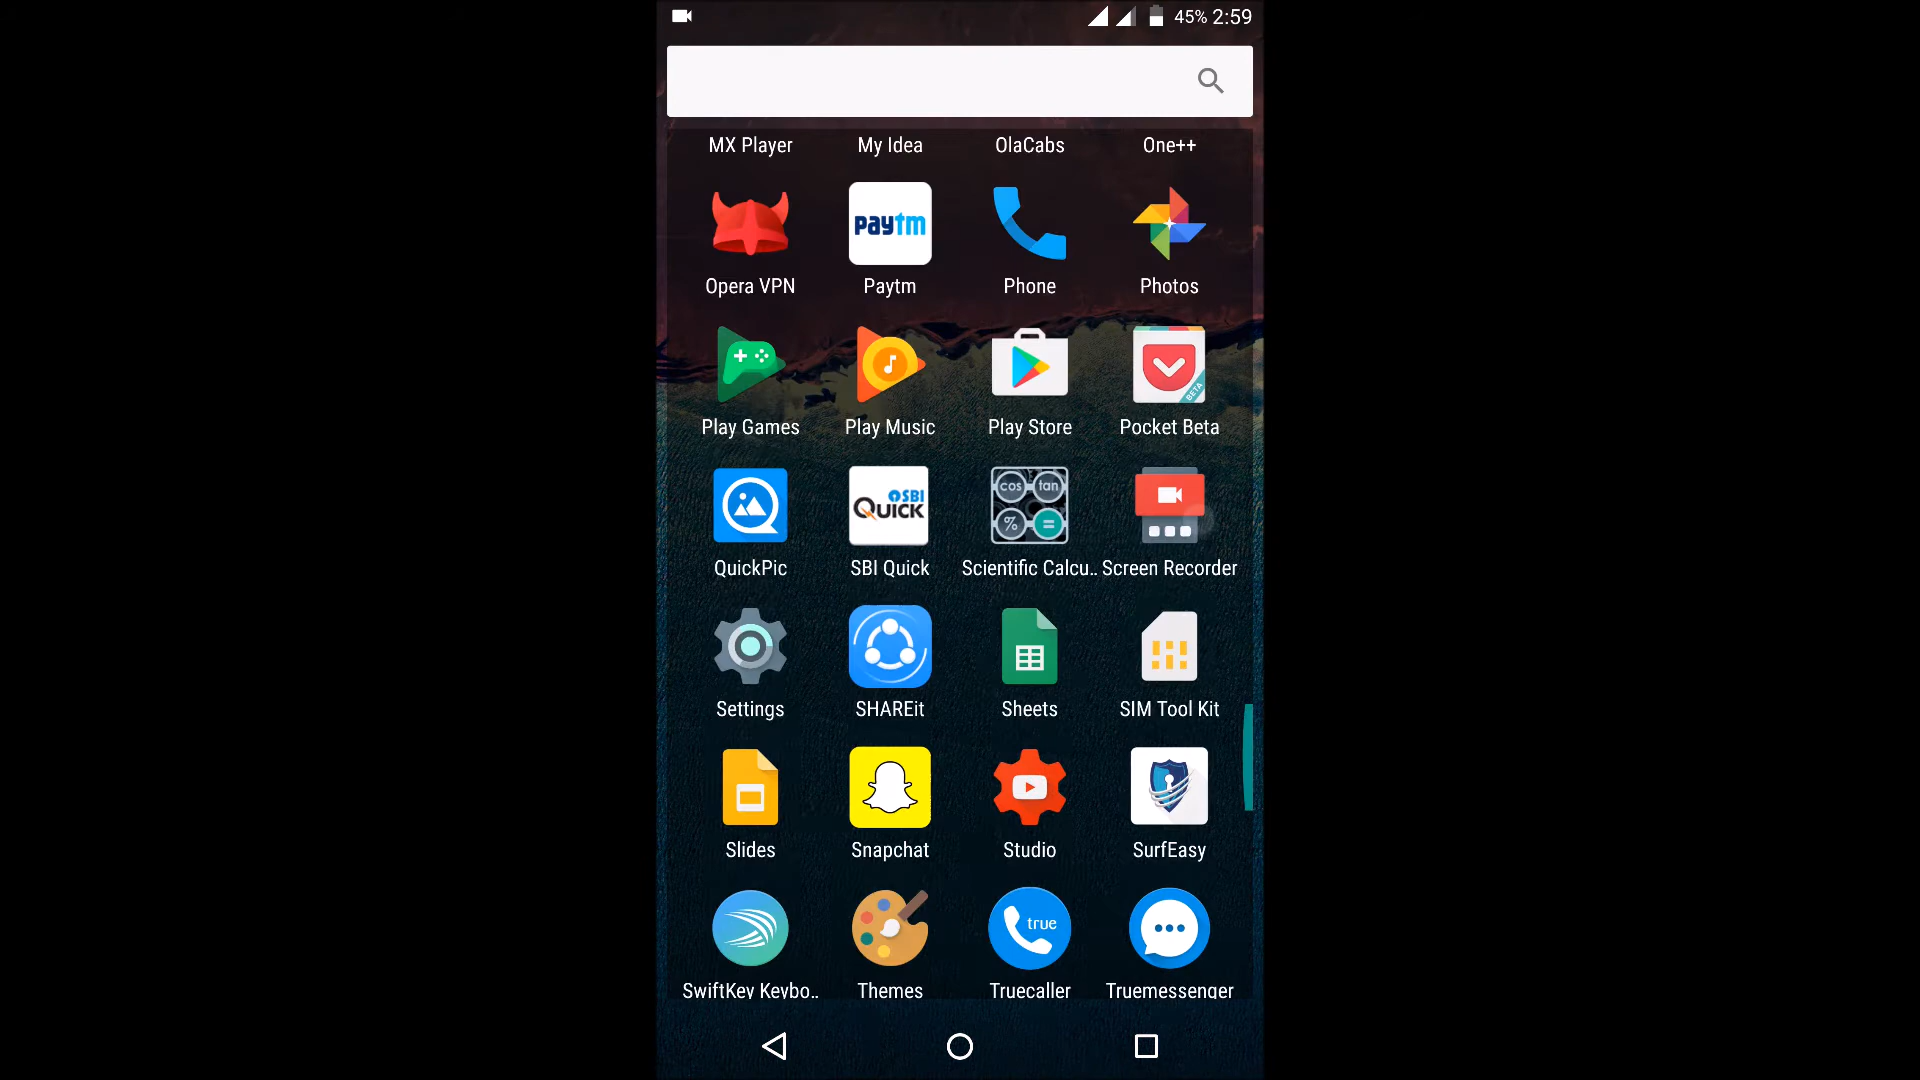 45% 2:59
MX Player My Idea OlaCabs One++
paytm
Opera VPN Paytm Phone Photos
BETA
Play Games Play Music Play Store Pocket Beta
SBI QUICK cos tan % =
QuickPic SBI Quick Scientific Calcu.. Screen Recorder
Settings SHAREit Sheets SIM Tool Kit
Slides Snapchat Studio SurfEasy
true
SwiftKey Keybo.. Themes Truecaller Truemessenger